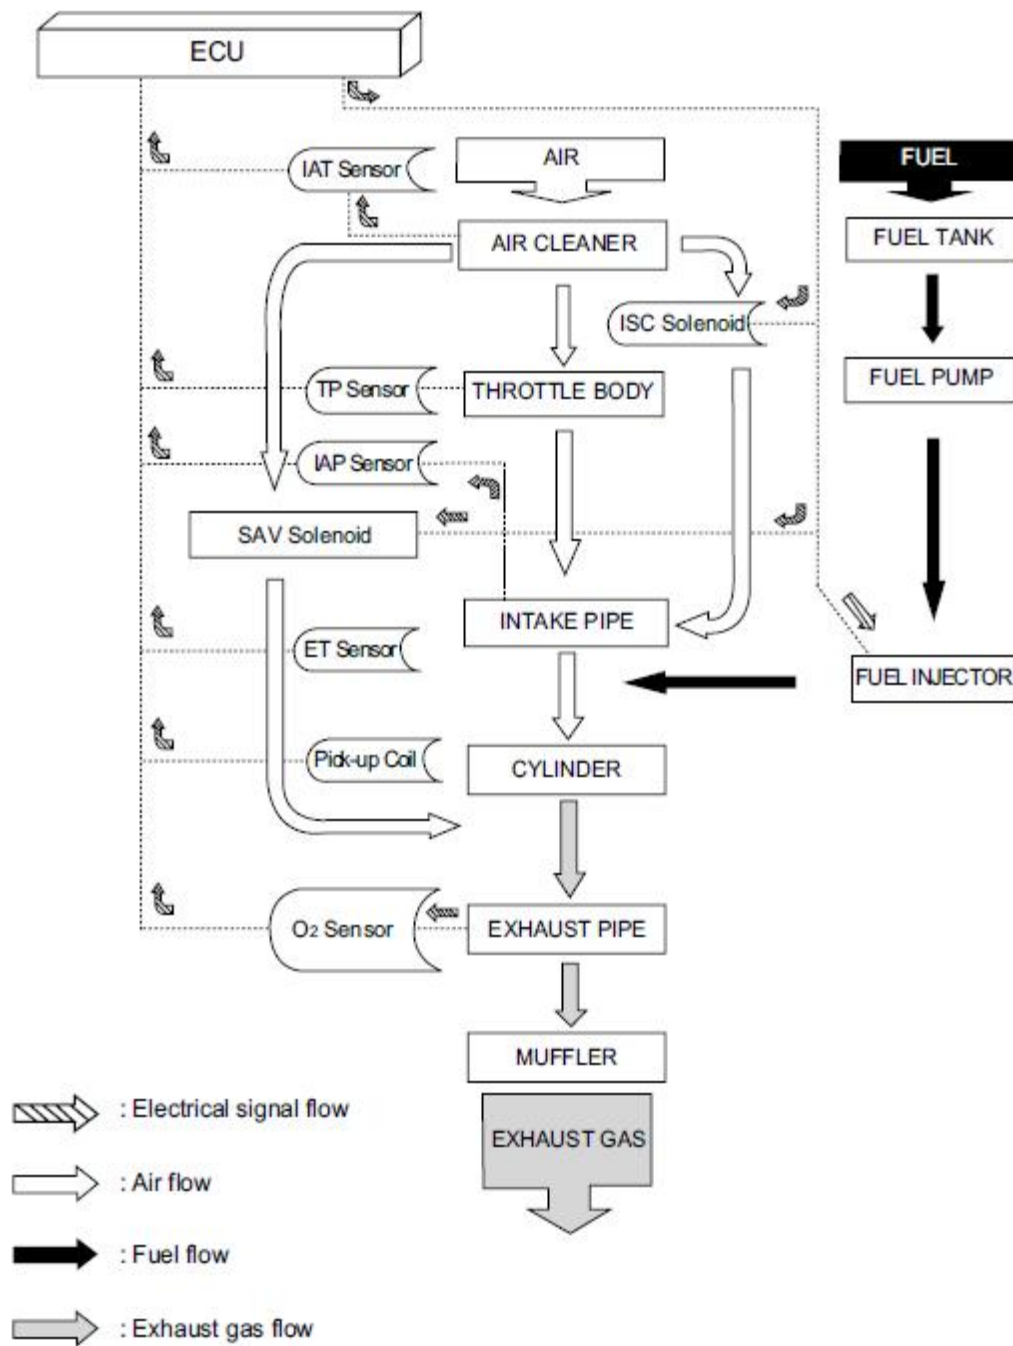 ECU
IAT Sensor
AIR
FUEL
AIR CLEANER
FUEL TANK
ISC Solenoid
TP Sensor
THROTTLE BODY
FUEL PUMP
IAP Sensor
SAV Solenoid
INTAKE PIPE
ET Sensor
FUEL INJECTOR
Pick-up Coil
CYLINDER
O2 Sensor
EXHAUST PIPE
MUFFLER
EXHAUST GAS
: Electrical signal flow
: Air flow
: Fuel flow
: Exhaust gas flow